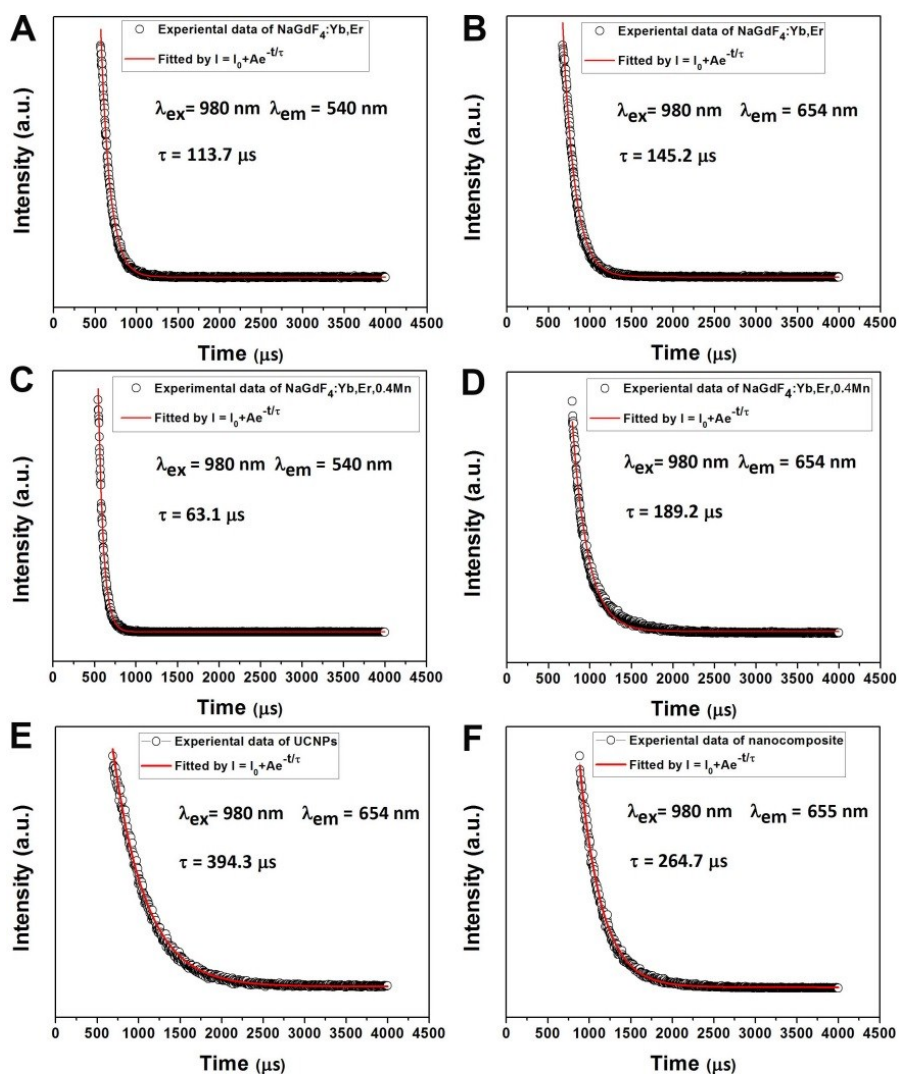 A
Experiental data of NaGdF4:Yb,Er
Fitted by I = I0+Ae-t/τ
λex= 980 nm λem = 540 nm
τ = 113.7 μs
Intensity (a.u.)
0 500 1000 1500 2000 2500 3000 3500 4000 4500
Time (μs)
B
Experiental data of NaGdF4:Yb,Er
Fitted by I = I0+Ae-t/τ
λex= 980 nm λem = 654 nm
τ = 145.2 μs
Intensity (a.u.)
0 500 1000 1500 2000 2500 3000 3500 4000 4500
Time (μs)
C
Experimental data of NaGdF4:Yb,Er,0.4Mn
Fitted by I = I0+Ae-t/τ
λex = 980 nm λem = 540 nm
τ = 63.1 μs
Intensity (a.u.)
0 500 1000 1500 2000 2500 3000 3500 4000 4500
Time (μs)
D
Experimental data of NaGdF4:Yb,Er,0.4Mn
Fitted by I = I0+Ae-t/τ
λex = 980 nm λem = 654 nm
τ = 189.2 μs
Intensity (a.u.)
0 500 1000 1500 2000 2500 3000 3500 4000 4500
Time (μs)
E
Experiental data of UCNPs
Fitted by I = I0+Ae-t/τ
λex= 980 nm λem = 654 nm
τ = 394.3 μs
Intensity (a.u.)
0 500 1000 1500 2000 2500 3000 3500 4000 4500
Time (μs)
F
Experiental data of nanocomposite
Fitted by I = I0+Ae-t/τ
λex = 980 nm λem = 655 nm
τ = 264.7 μs
Intensity (a.u.)
0 500 1000 1500 2000 2500 3000 3500 4000 4500
Time (μs)